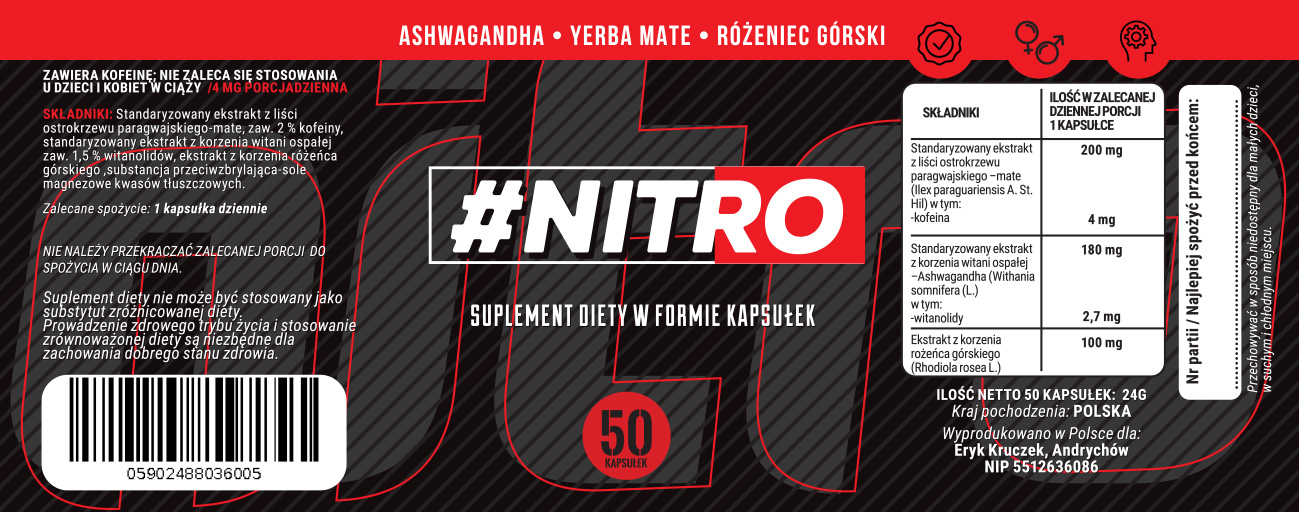 ASHWAGANDHA • YERBA MATE • RÓŻENIEC GÓRSKI
ZAWIERA KOFEINĘ; NIE ZALECA SIĘ STOSOWANIA
U DZIECI I KOBIET W CIĄŻY /4 MG PORCJADZIENNA
SKŁADNIKI: Standaryzowany ekstrakt z liści
ostrokrzewu paragwajskiego-mate, zaw. 2 % kofeiny,
standaryzowany ekstrakt z korzenia witani ospałej
zaw. 1,5 % witanolidów, ekstrakt z korzenia różeńca
górskiego ,substancja przeciwzbrylająca-sole
magnezowe kwasów tłuszczowych.
Zalecane spożycie: 1 kapsułka dziennie
NIE NALEŻY PRZEKRACZAĆ ZALECANEJ PORCJI DO
SPOŻYCIA W CIĄGU DNIA.
Suplement diety nie może być stosowany jako
substytut zróżnicowanej diety.
Prowadzenie zdrowego trybu życia i stosowanie
zrównoważonej diety są niezbędne dla
zachowania dobrego stanu zdrowia.
05902488036005
nitro
#NITRO
SUPLEMENT DIETY W FORMIE KAPSUŁEK
50
KAPSUŁEK
SKŁADNIKI
ILOŚĆ W ZALECANEJ
DZIENNEJ PORCJI
1 KAPSUŁCE
Standaryzowany ekstrakt
z liści ostrokrzewu
paragwajskiego –mate
(Ilex paraguariensis A. St.
Hil) w tym:
-kofeina
200 mg
4 mg
Standaryzowany ekstrakt
z korzenia witani ospałej
–Ashwagandha (Withania
somnifera (L.)
w tym:
-witanolidy
180 mg
2,7 mg
Ekstrakt z korzenia
rożeńca górskiego
(Rhodiola rosea L.)
100 mg
ILOŚĆ NETTO 50 KAPSUŁEK: 24G
Kraj pochodzenia: POLSKA
Wyprodukowano w Polsce dla:
Eryk Kruczek, Andrychów
NIP 5512636086
Nr partii / Najlepiej spożyć przed końcem:
Przechowywać w sposób niedostępny dla małych dzieci,
w suchym i chłodnym miejscu.